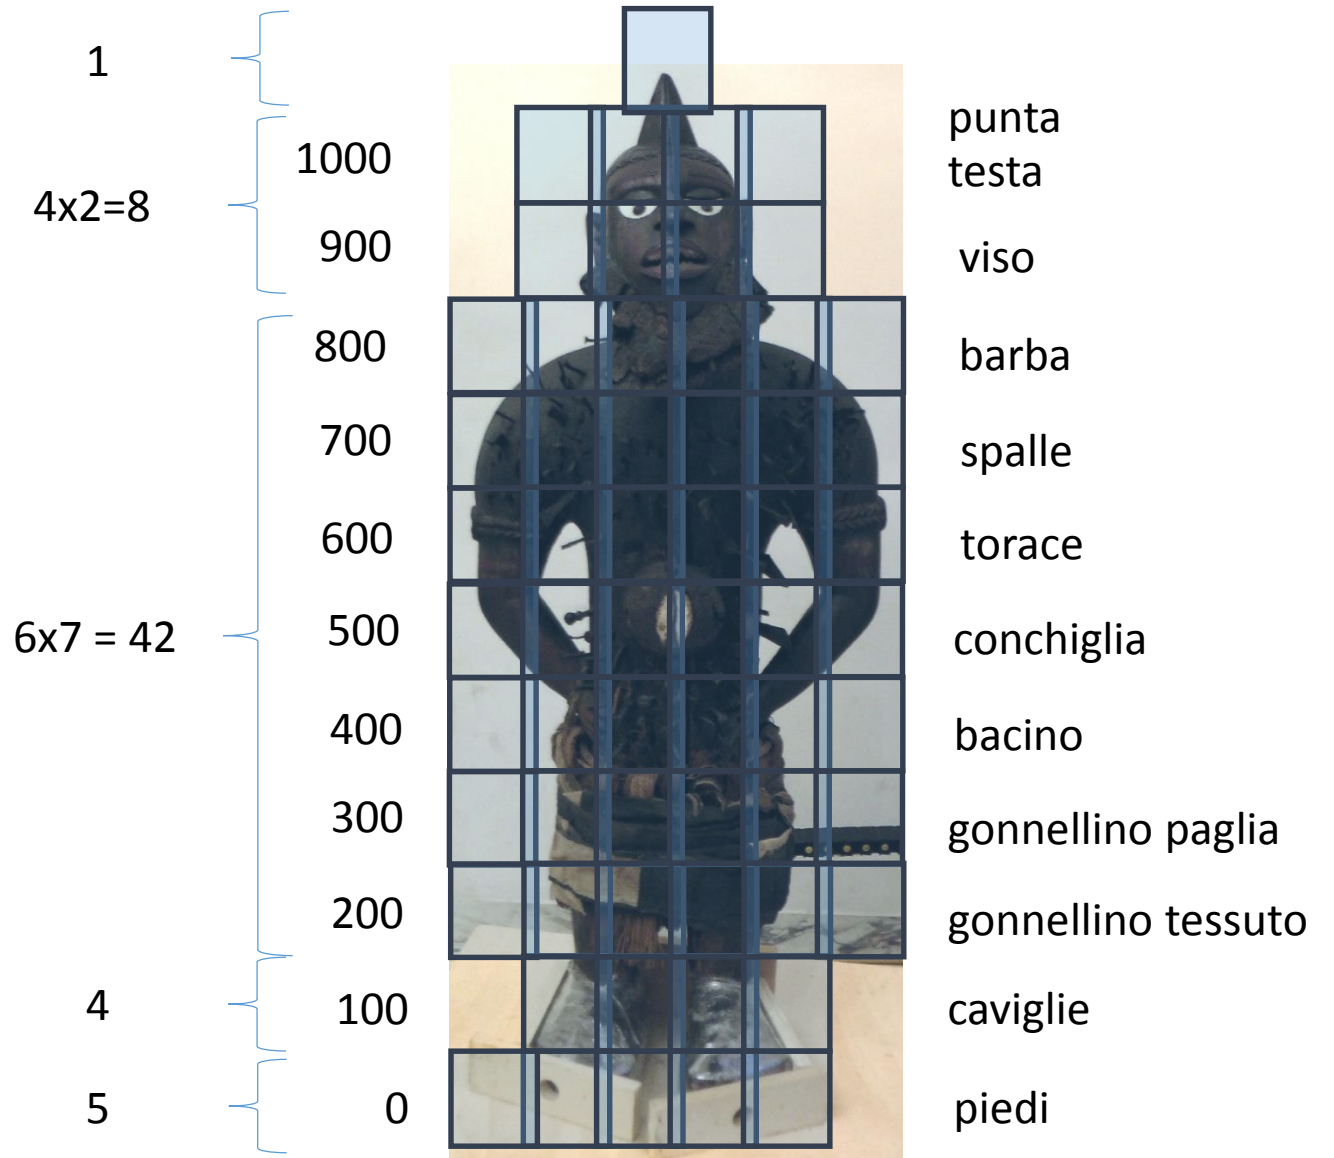 1
punta
1000
testa
4x2=8
900
viso
800
barba
700
spalle
600
torace
6x7 = 42
500
conchiglia
400
bacino
300
gonnellino paglia
200
gonnellino tessuto
4
100
caviglie
5
0
piedi